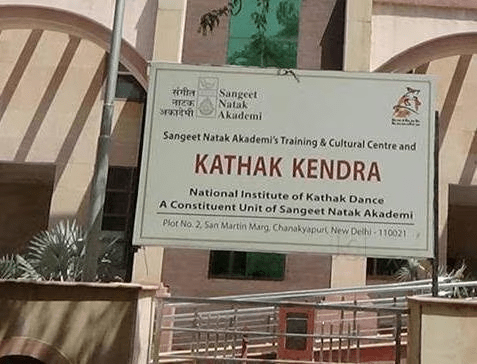 संगीत
नाटक
अकादेमी
Sangeet
Natak
Akademi
Sangeet Natak Akademi's Training & Cultural Centre and
KATHAK KENDRA
National Institute of Kathak Dance
A Constituent Unit of Sangeet Natak Akademi
Plot No. 2, San Martin Marg, Chanakyapuri, New Delhi - 110021